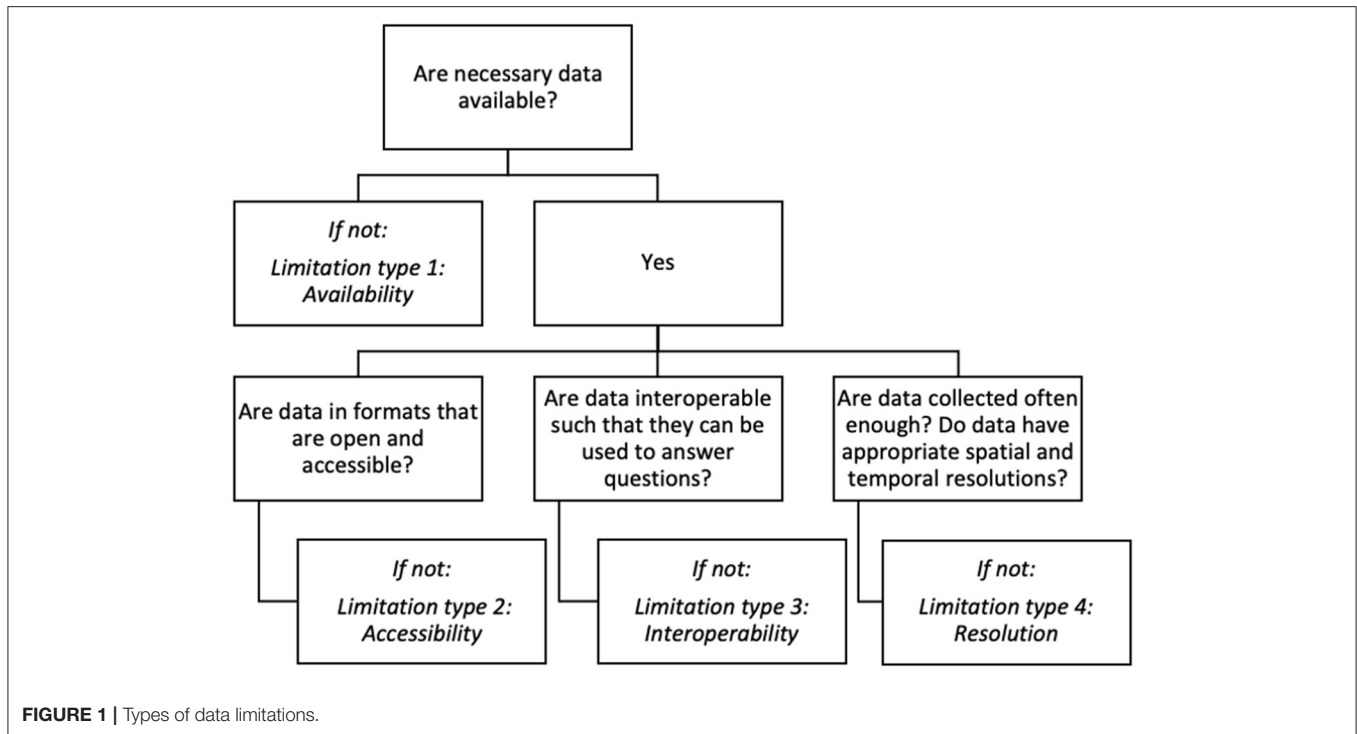 Are necessary data
available?
If not:
Limitation type 1:
Availability
Yes
Are data in formats that
are open and
accessible?
Are data interoperable
such that they can be
used to answer
questions?
Are data collected often
enough? Do data have
appropriate spatial and
temporal resolutions?
If not:
Limitation type 2:
Accessibility
If not:
Limitation type 3:
Interoperability
If not:
Limitation type 4:
Resolution
FIGURE 1 | Types of data limitations.